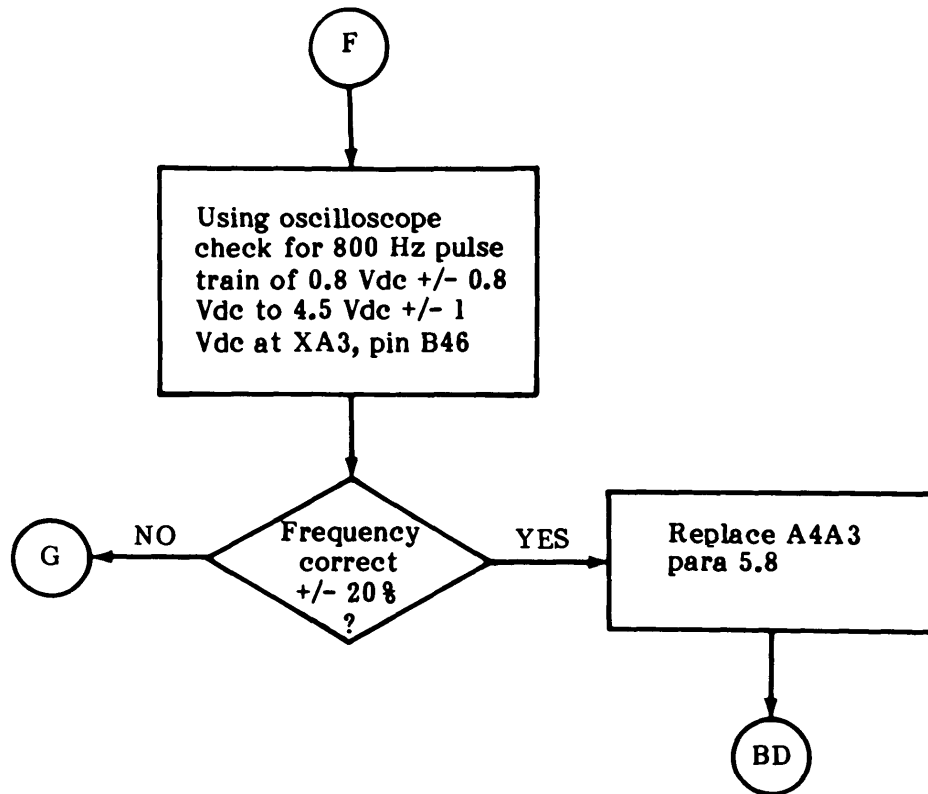 F
Using oscilloscope
check for 800 Hz pulse
train of 0.8 Vdc +/- 0.8
Vdc to 4.5 Vdc +/- 1
Vdc at XA3, pin B46
G
NO
Frequency
correct
+/- 20%
?
YES
Replace A4A3
para 5.8
BD